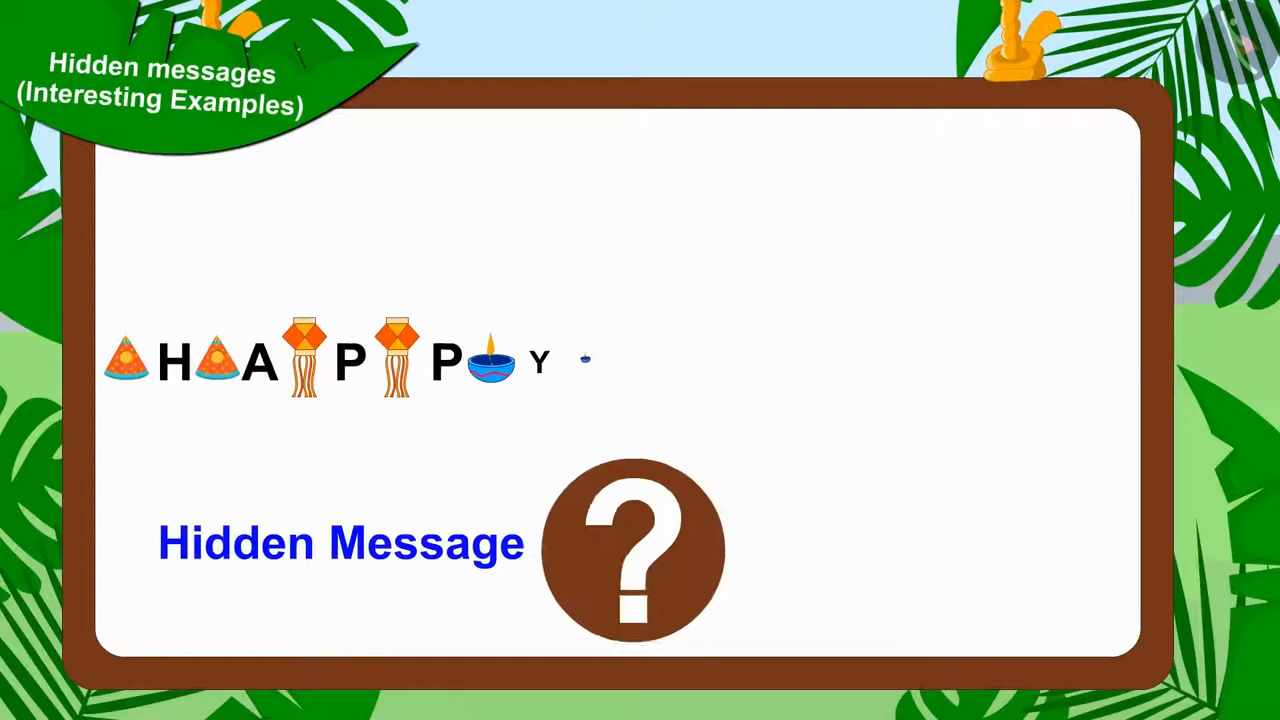 Hidden messages
(Interesting Examples)
H A P P Y
Hidden Message ?